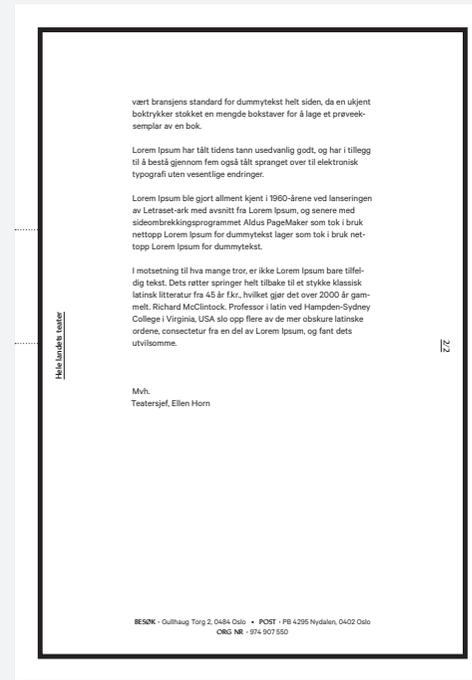 vært bransjens standard for dummytekst helt siden, da en ukjent
boktrykker stokket en mengde bokstaver for å lage et prøveek-
semplar av en bok.
Lorem Ipsum har tålt tidens tann usedvanlig godt, og har i tillegg
til å bestå gjennom fem også tålt spranget over til elektronisk
typografi uten vesentlige endringer.
Lorem Ipsum ble gjort allment kjent i 1960-årene ved lanseringen
av Letraset-ark med avsnitt fra Lorem Ipsum, og senere med
sideombrekkingsprogrammet Aldus PageMaker som tok i bruk
nettopp Lorem Ipsum for dummytekst lager som tok i bruk net-
topp Lorem Ipsum for dummytekst.
I motsetning til hva mange tror, er ikke Lorem Ipsum bare tilfel-
dig tekst. Dets røtter springer helt tilbake til et stykke klassisk
latinsk litteratur fra 45 år f.kr., hvilket gjør det over 2000 år gam-
melt. Richard McClintock. Professor i latin ved Hampden-Sydney
College i Virginia, USA slo opp flere av de mer obskure latinske
ordene, consectetur fra en del av Lorem Ipsum, og fant dets
utvilsomme.
Hele landets teater
2/2
Mvh.
Teatersjef, Ellen Horn
BESØK - Gullhaug Torg 2, 0484 Oslo • POST - PB 4295 Nydalen, 0402 Oslo
ORG NR - 974 907 550